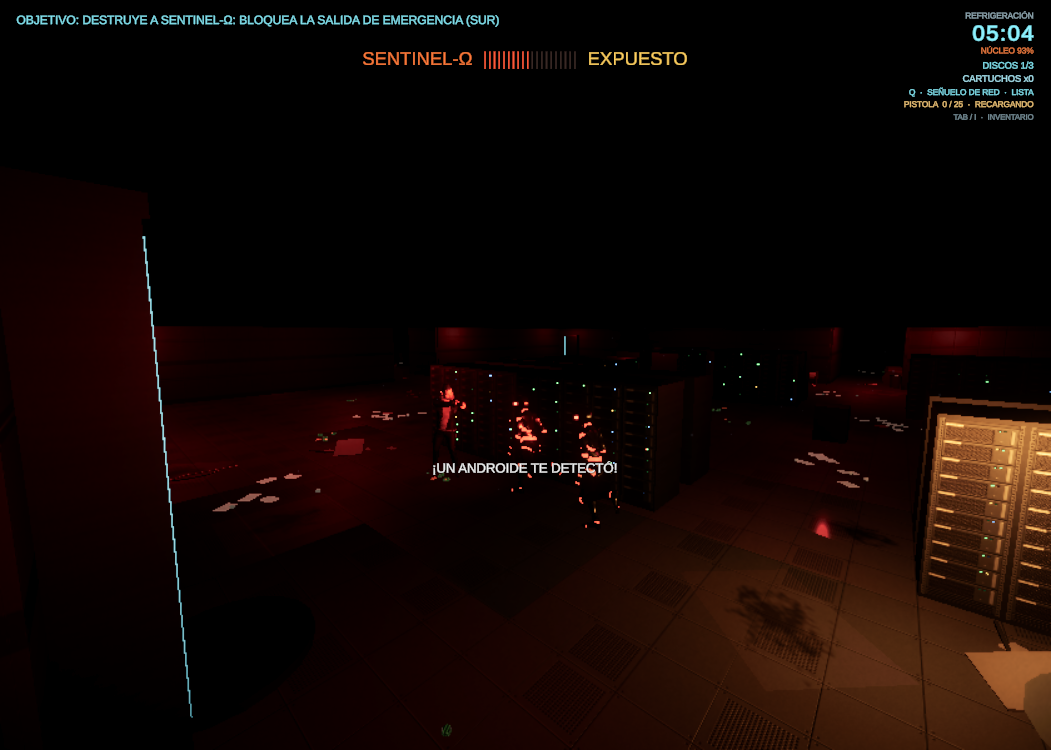 OBJETIVO: DESTRUYE A SENTINEL-Ω: BLOQUEA LA SALIDA DE EMERGENCIA (SUR)
REFRIGERACIÓN
05:04
NÚCLEO 93%
SENTINEL-Ω EXPUESTO
DISCOS 1/3
CARTUCHOS x0
Q · SEÑUELO DE RED · LISTA
PISTOLA 0 / 25 · RECARGANDO
TAB / I · INVENTARIO
¡UN ANDROIDE TE DETECTÓ!